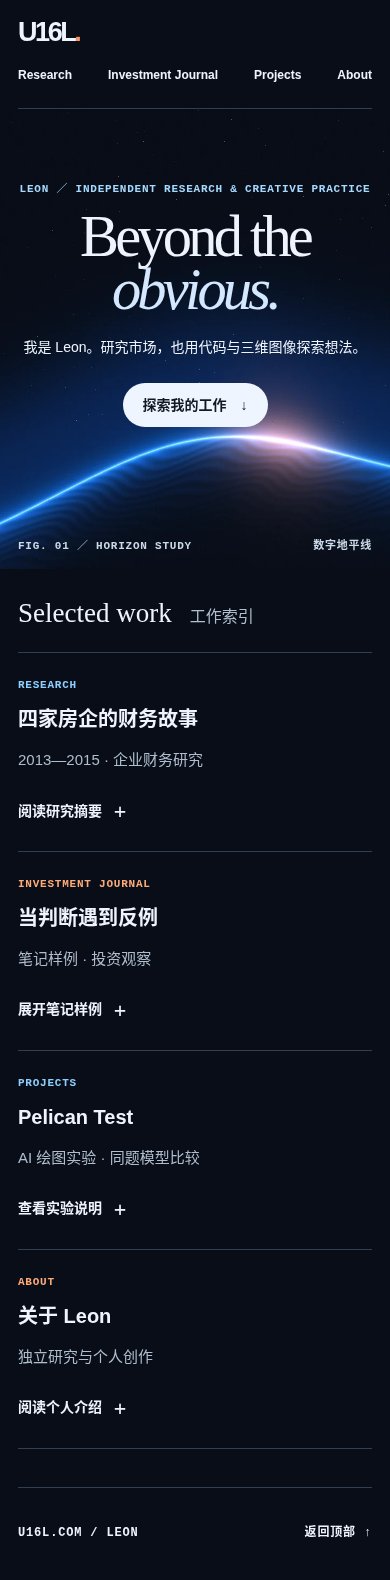 U16L.
Research Investment Journal Projects About
LEON ／ INDEPENDENT RESEARCH & CREATIVE PRACTICE
Beyond the
obvious.
我是 Leon。研究市场，也用代码与三维图像探索想法。
探索我的工作 ↓
FIG. 01 ／ HORIZON STUDY 数字地平线
Selected work 工作索引
RESEARCH
四家房企的财务故事
2013—2015 · 企业财务研究
阅读研究摘要 +
INVESTMENT JOURNAL
当判断遇到反例
笔记样例 · 投资观察
展开笔记样例 +
PROJECTS
Pelican Test
AI 绘图实验 · 同题模型比较
查看实验说明 +
ABOUT
关于 Leon
独立研究与个人创作
阅读个人介绍 +
U16L.COM / LEON 返回顶部 ↑